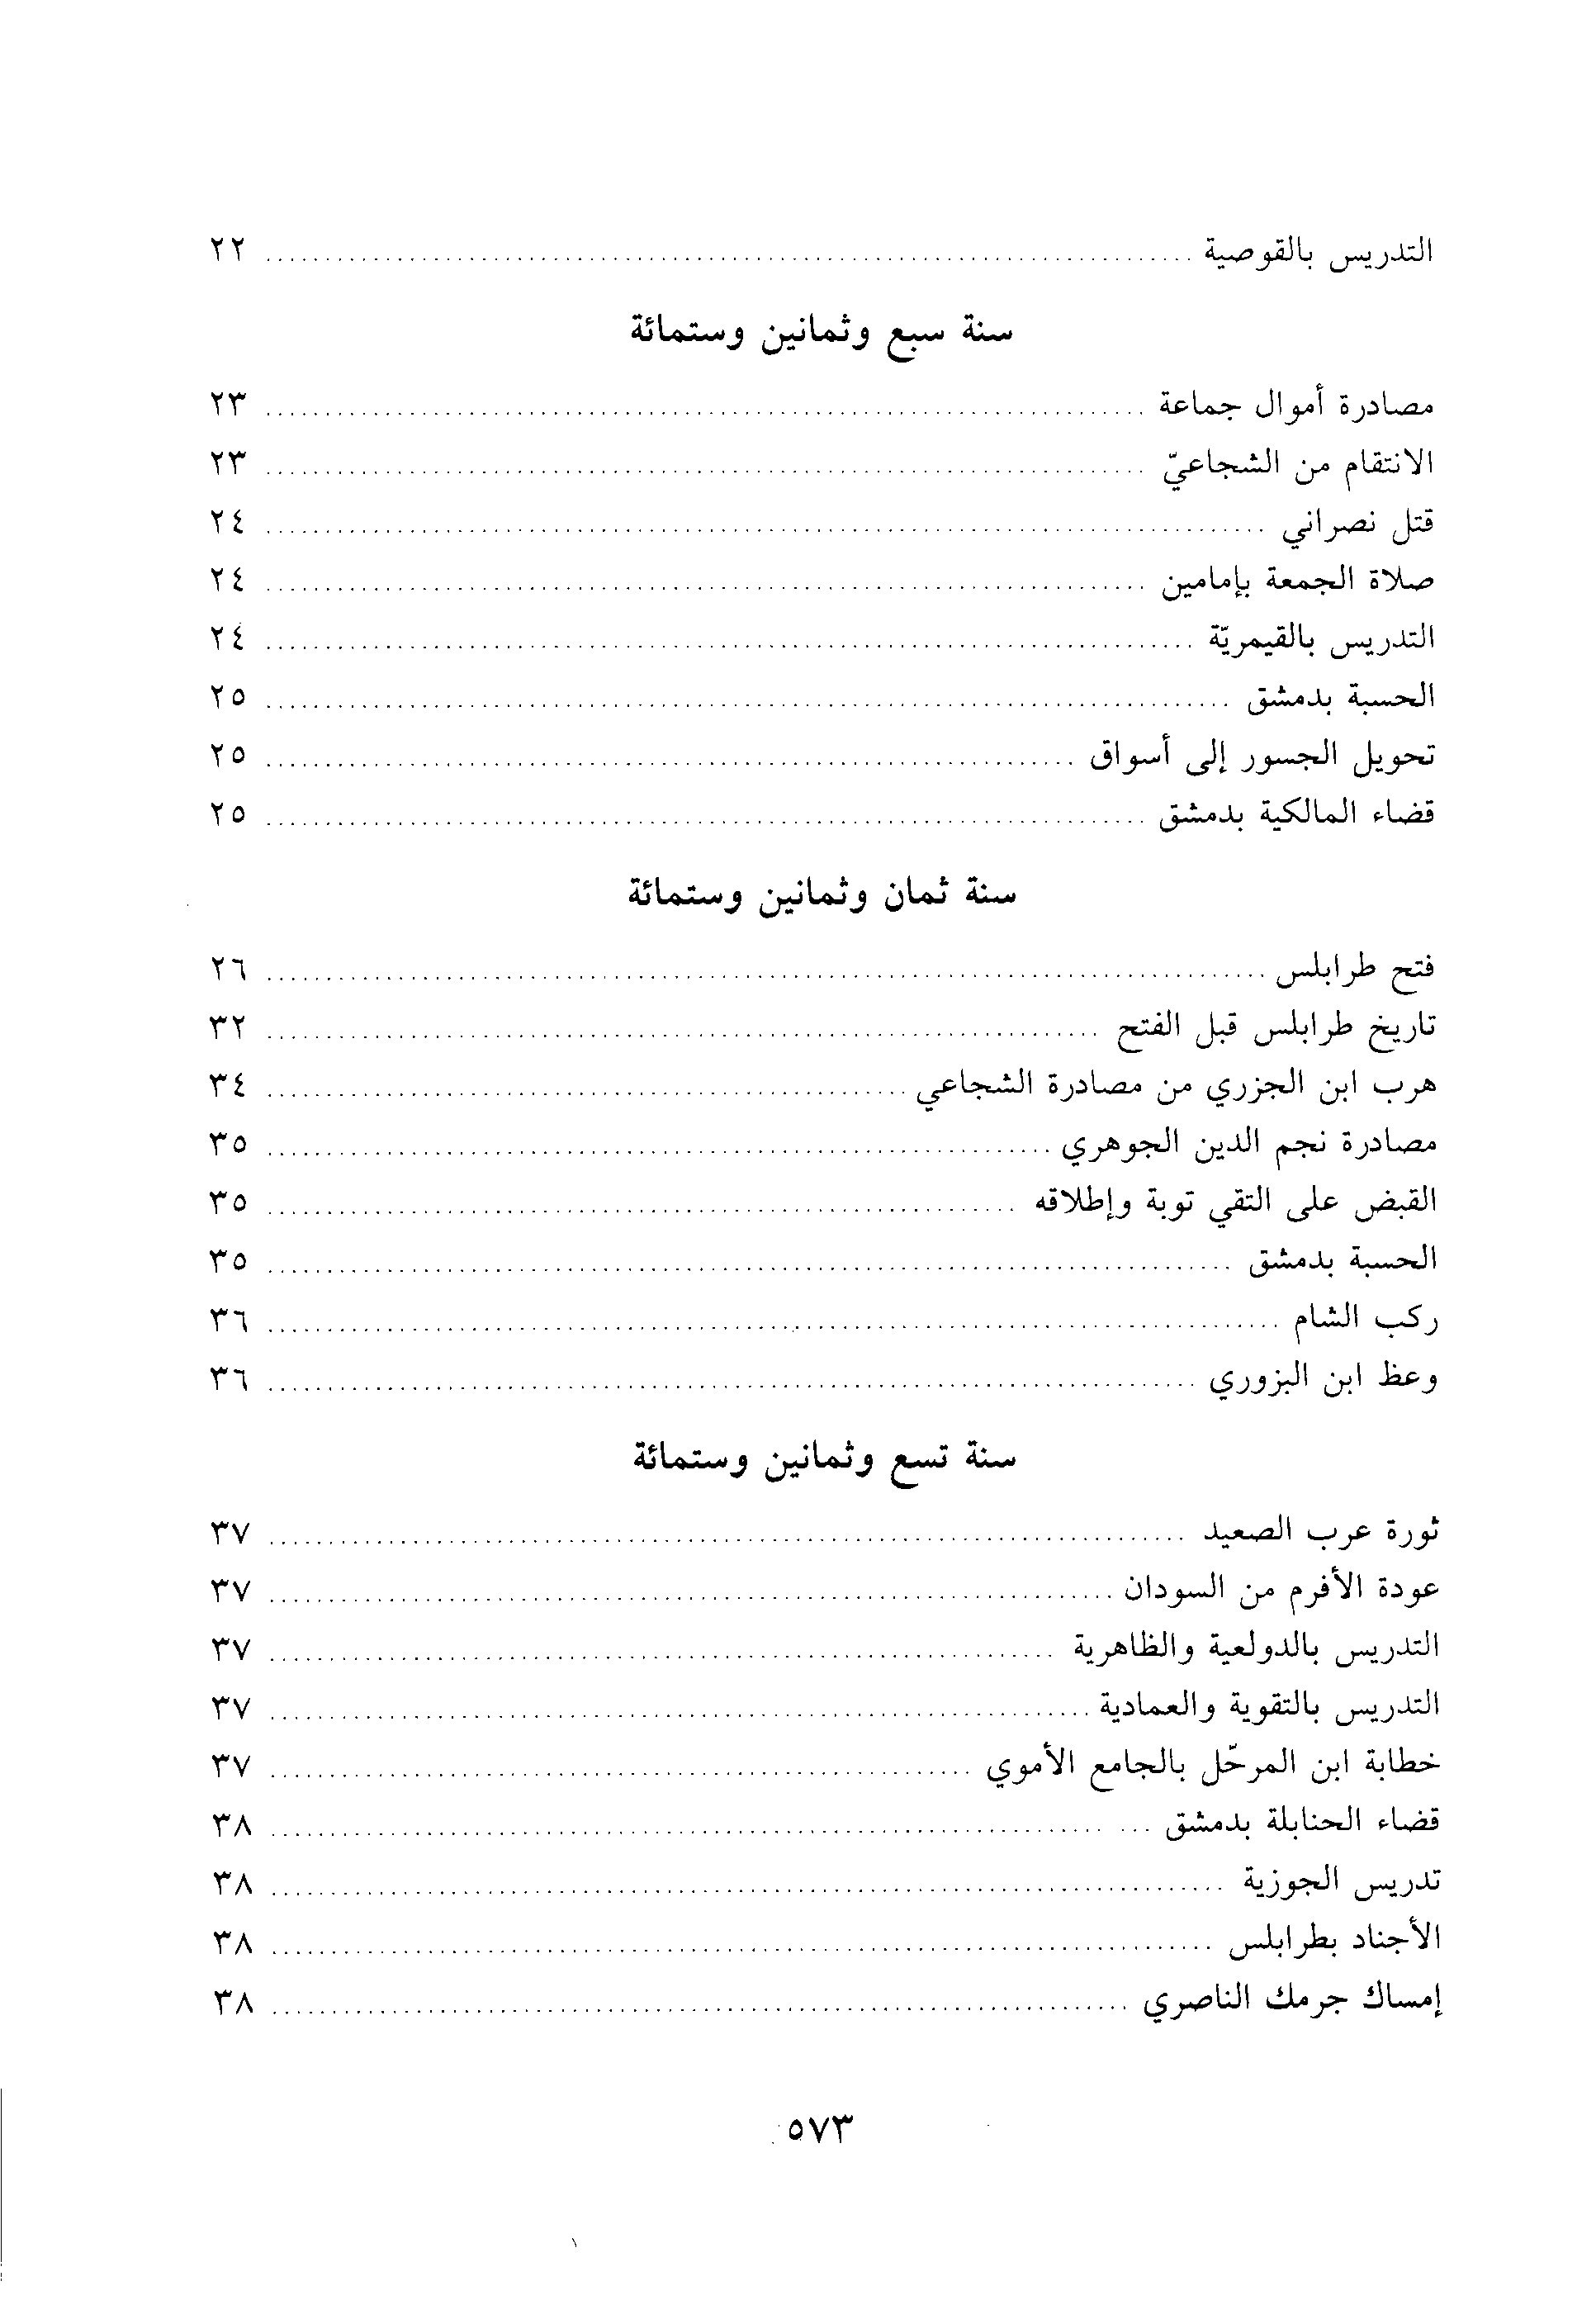 التدريس بالقوصية ........ ٢٢
سنة سبع وثمانين وستمائة
مصادرة أموال جماعة ........ ٢٣
الانتقام من الشجاعيّ ........ ٢٣
قتل نصراني ........ ٢٤
صلاة الجمعة بإمامين ........ ٢٤
التدريس بالقيمريّة ........ ٢٤
الحسبة بدمشق ........ ٢٥
تحويل الجسور إلى أسواق ........ ٢٥
قضاء المالكية بدمشق ........ ٢٥
سنة ثمان وثمانين وستمائة
فتح طرابلس ........ ٢٦
تاريخ طرابلس قبل الفتح ........ ٣٢
هرب ابن الجزري من مصادرة الشجاعي ........ ٣٤
مصادرة نجم الدين الجوهري ........ ٣٥
القبض على التقي توبة وإطلاقه ........ ٣٥
الحسبة بدمشق ........ ٣٥
ركب الشام ........ ٣٦
وعظ ابن البزوري ........ ٣٦
سنة تسع وثمانين وستمائة
ثورة عرب الصعيد ........ ٣٧
عودة الأفرم من السودان ........ ٣٧
التدريس بالدولعية والظاهرية ........ ٣٧
التدريس بالتقوية والعمادية ........ ٣٧
خطابة ابن المرحّل بالجامع الأموي ........ ٣٧
قضاء الحنابلة بدمشق ........ ٣٨
تدريس الجوزية ........ ٣٨
الأجناد بطرابلس ........ ٣٨
إمساك جرمك الناصري ........ ٣٨
٥٧٣